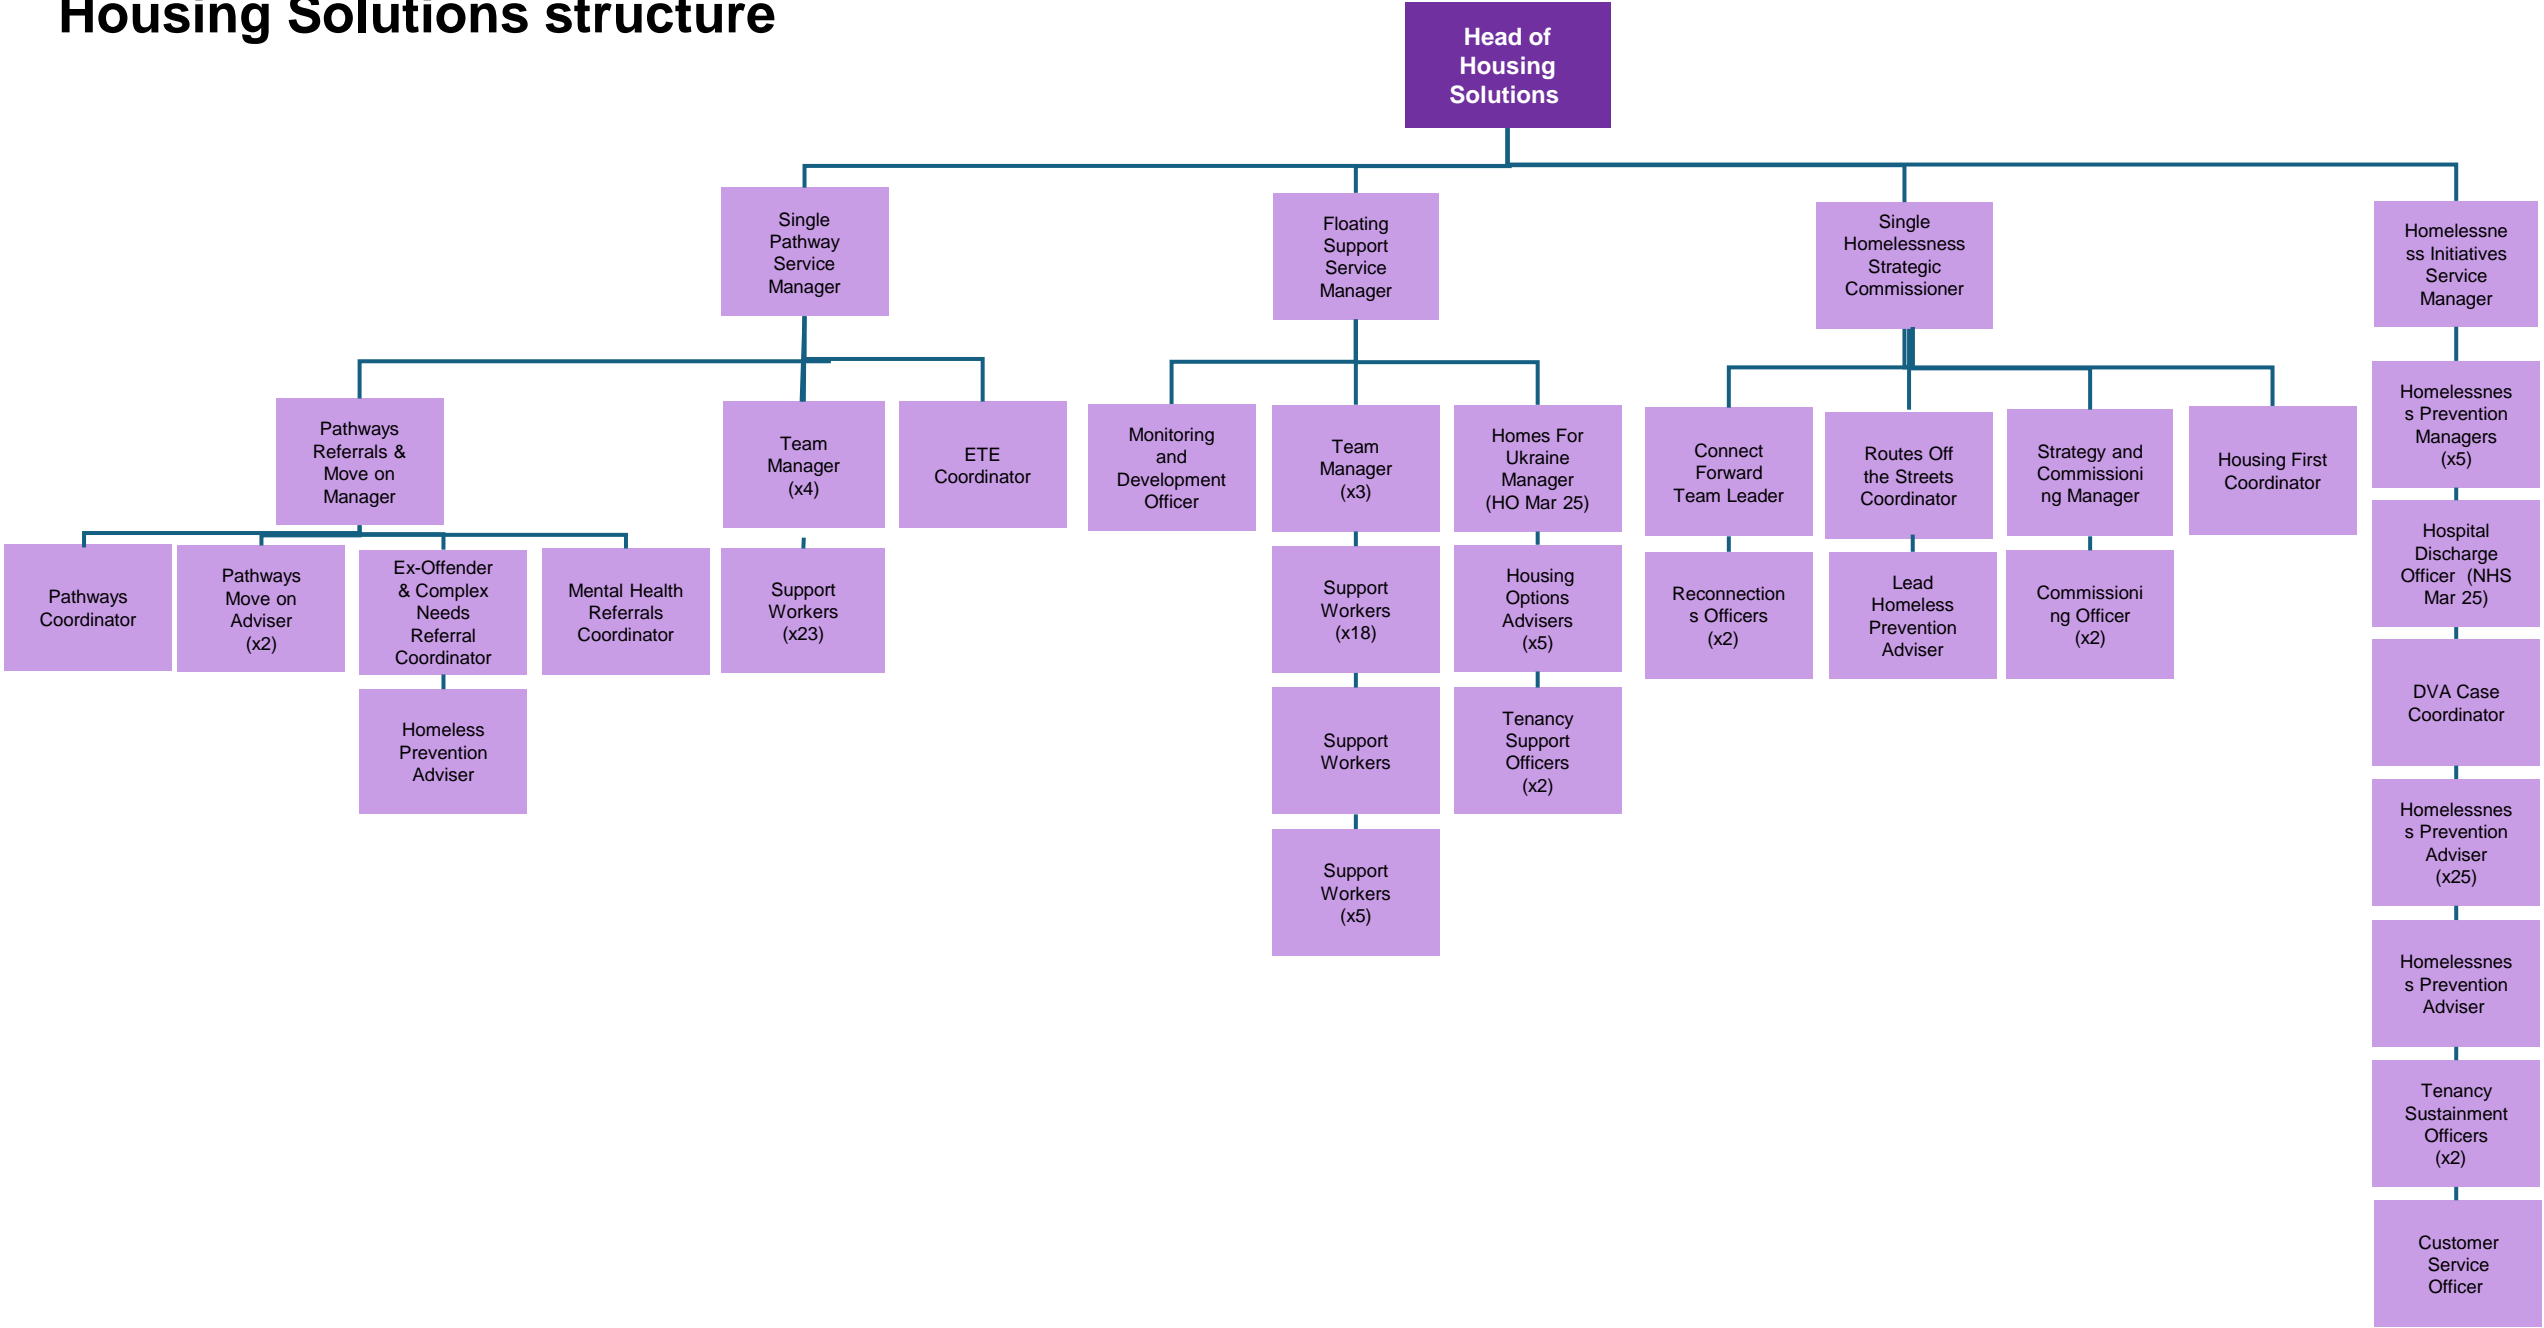 Housing Solutions structure
Head of
Housing
Solutions
Single
Pathway
Service
Manager
Floating
Support
Service
Manager
Single
Homelessness
Strategic
Commissioner
Homelessne
ss Initiatives
Service
Manager
Pathways
Referrals &
Move on
Manager
Team
Manager
(x4)
ETE
Coordinator
Monitoring
and
Development
Officer
Team
Manager
(x3)
Homes For
Ukraine
Manager
(HO Mar 25)
Connect
Forward
Team Leader
Routes Off
the Streets
Coordinator
Strategy and
Commissioni
ng Manager
Housing First
Coordinator
Homelessnes
s Prevention
Managers
(x5)
Pathways
Coordinator
Pathways
Move on
Adviser
(x2)
Ex-Offender
& Complex
Needs
Referral
Coordinator
Mental Health
Referrals
Coordinator
Support
Workers
(x23)
Support
Workers
(x18)
Housing
Options
Advisers
(x5)
Reconnection
s Officers
(x2)
Lead
Homeless
Prevention
Adviser
Commissioni
ng Officer
(x2)
Hospital
Discharge
Officer (NHS
Mar 25)
Homeless
Prevention
Adviser
Support
Workers
Tenancy
Support
Officers
(x2)
DVA Case
Coordinator
Support
Workers
(x5)
Homelessnes
s Prevention
Adviser
(x25)
Homelessnes
s Prevention
Adviser
Tenancy
Sustainment
Officers
(x2)
Customer
Service
Officer